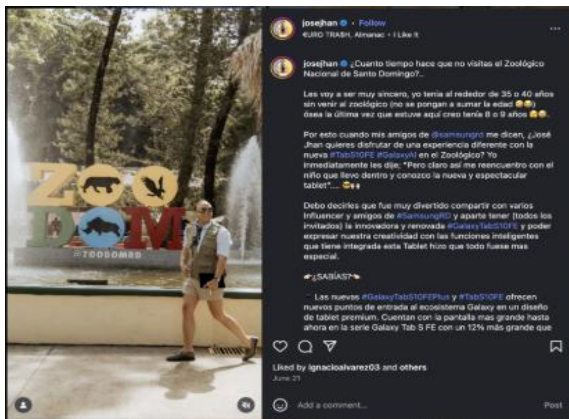 ZOO
DOM
@ZOODOMRD
josejhan • Follow
EURO TRA$H, Almanac • I Like It
josejhan ¿Cuanto tiempo hace que no visitas el Zoológico
Nacional de Santo Domingo?..
Les voy a ser muy sincero, yo tenia al rededor de 35 o 40 años
sin venir al zoológico (no se pongan a sumar la edad 😂😂)
ósea la última vez que estuve aquí creo tenía 8 o 9 años
Por esto cuando mis amigos de @samsungrd me dicen, ¿José
Jhan quieres disfrutar de una experiencia diferente con la
nueva #TabS10FE #GalaxyAI en el Zoológico? Yo
inmediatamente les dije; "Pero claro así me reencuentro con el
niño que llevo dentro y conozco la nueva y espectacular
tablet"....
Debo decirles que fue muy divertido compartir con varios
Influencer y amigos de #SamsungRD y aparte tener (todos los
invitados) la innovadora y renovada #GalaxyTabS10FE y poder
expresar nuestra creatividad con las funciones inteligentes
que tiene integrada esta Tablet hizo que todo fuese mas
especial.
¿SABÍAS?
Las nuevas #GalaxyTabS10FEPlus y #TabS10FE ofrecen
nuevos puntos de entrada al ecosistema Galaxy en un diseño
de tablet premium. Cuentan con la pantalla mas grande hasta
ahora en la serie Galaxy Tab S FE con un 12% más grande que
Liked by ignacioalvarez03 and others
June 21
Add a comment...
Post